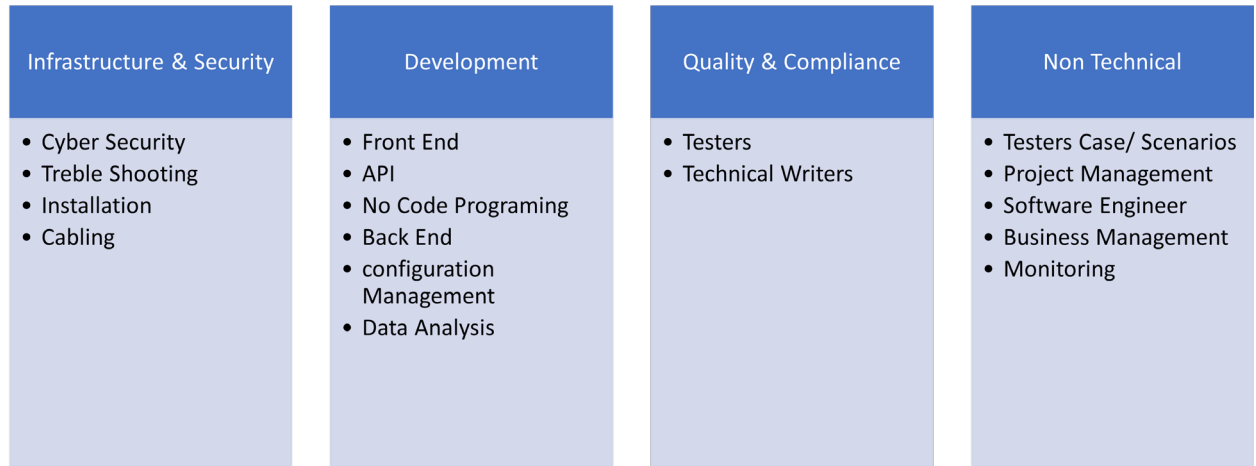 Infrastructure & Security
• Cyber Security
• Treble Shooting
• Installation
• Cabling
Development
• Front End
• API
• No Code Programing
• Back End
• configuration
Management
• Data Analysis
Quality & Compliance
• Testers
• Technical Writers
Non Technical
• Testers Case/ Scenarios
• Project Management
• Software Engineer
• Business Management
• Monitoring